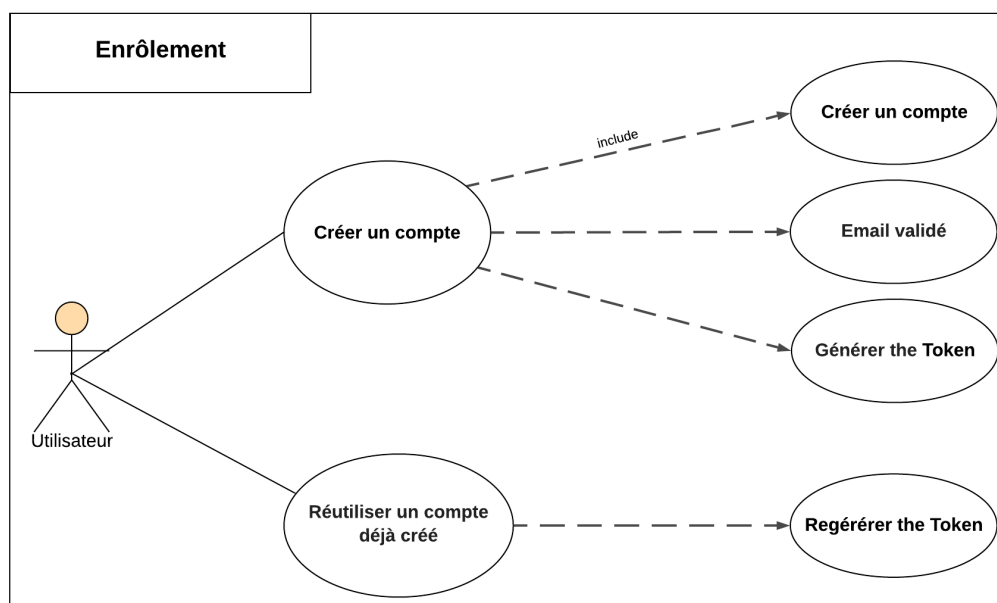 Enrôlement
Créer un compte
include
Créer un compte
Email validé
Générer the Token
Utilisateur
Réutiliser un compte
déjà créé
Regérérer the Token